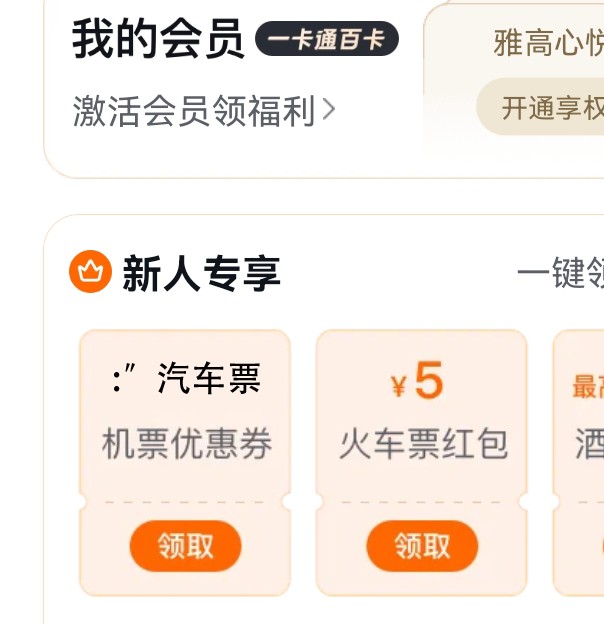 我的会员 一卡通百卡
激活会员领福利>
雅高心悦
开通享权
新人专享
一键领
:″ 汽车票
机票优惠券
领取
¥5
火车票红包
领取
最高
酒